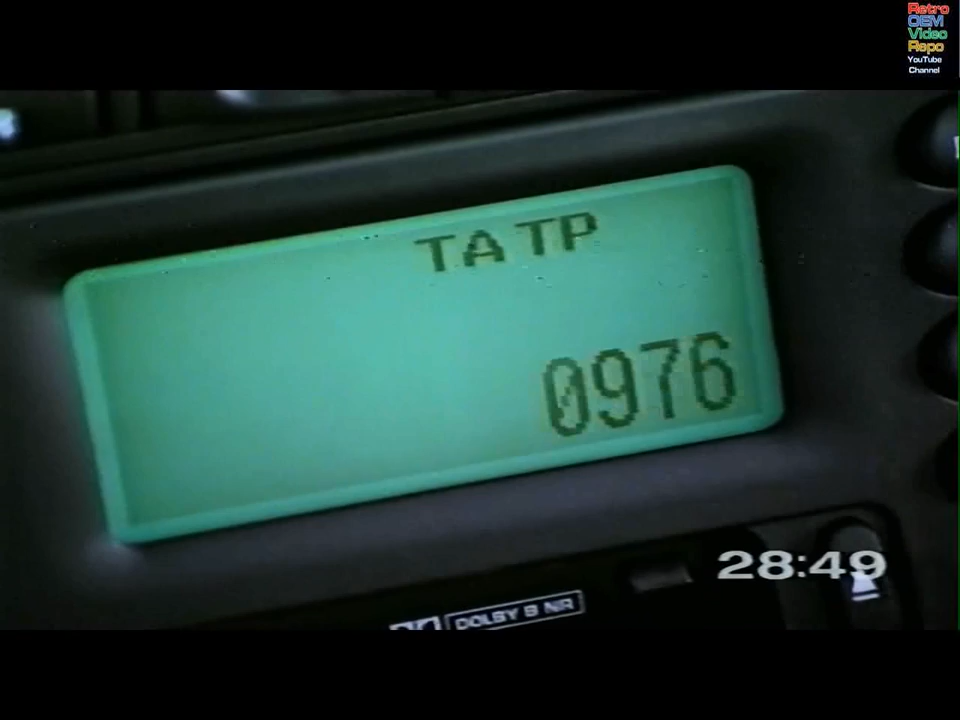 Retro
OEM
Video
Repo
YouTube
Channel
TA TP
0976
28:49
DOLBY B NR